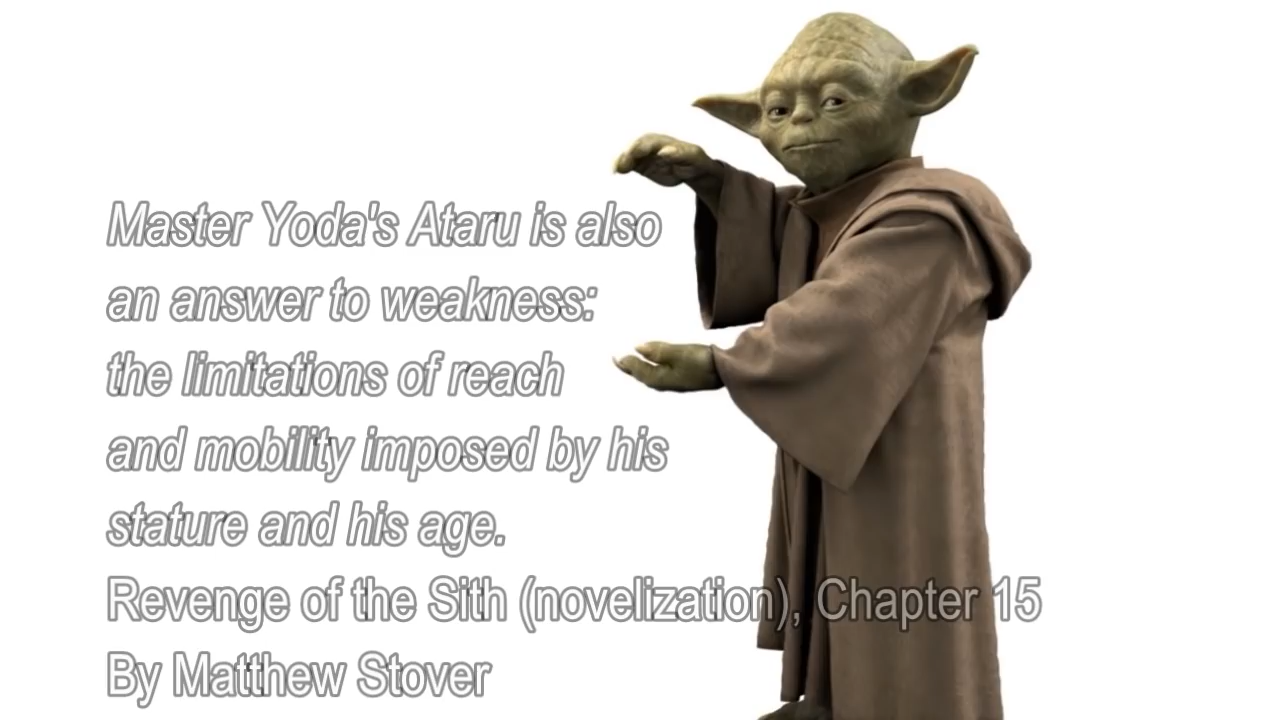 Master Yoda's Ataru is also
an answer to weakness:
the limitations of reach
and mobility imposed by his
stature and his age.
Revenge of the Sith (novelization), Chapter 15
By Matthew Stover